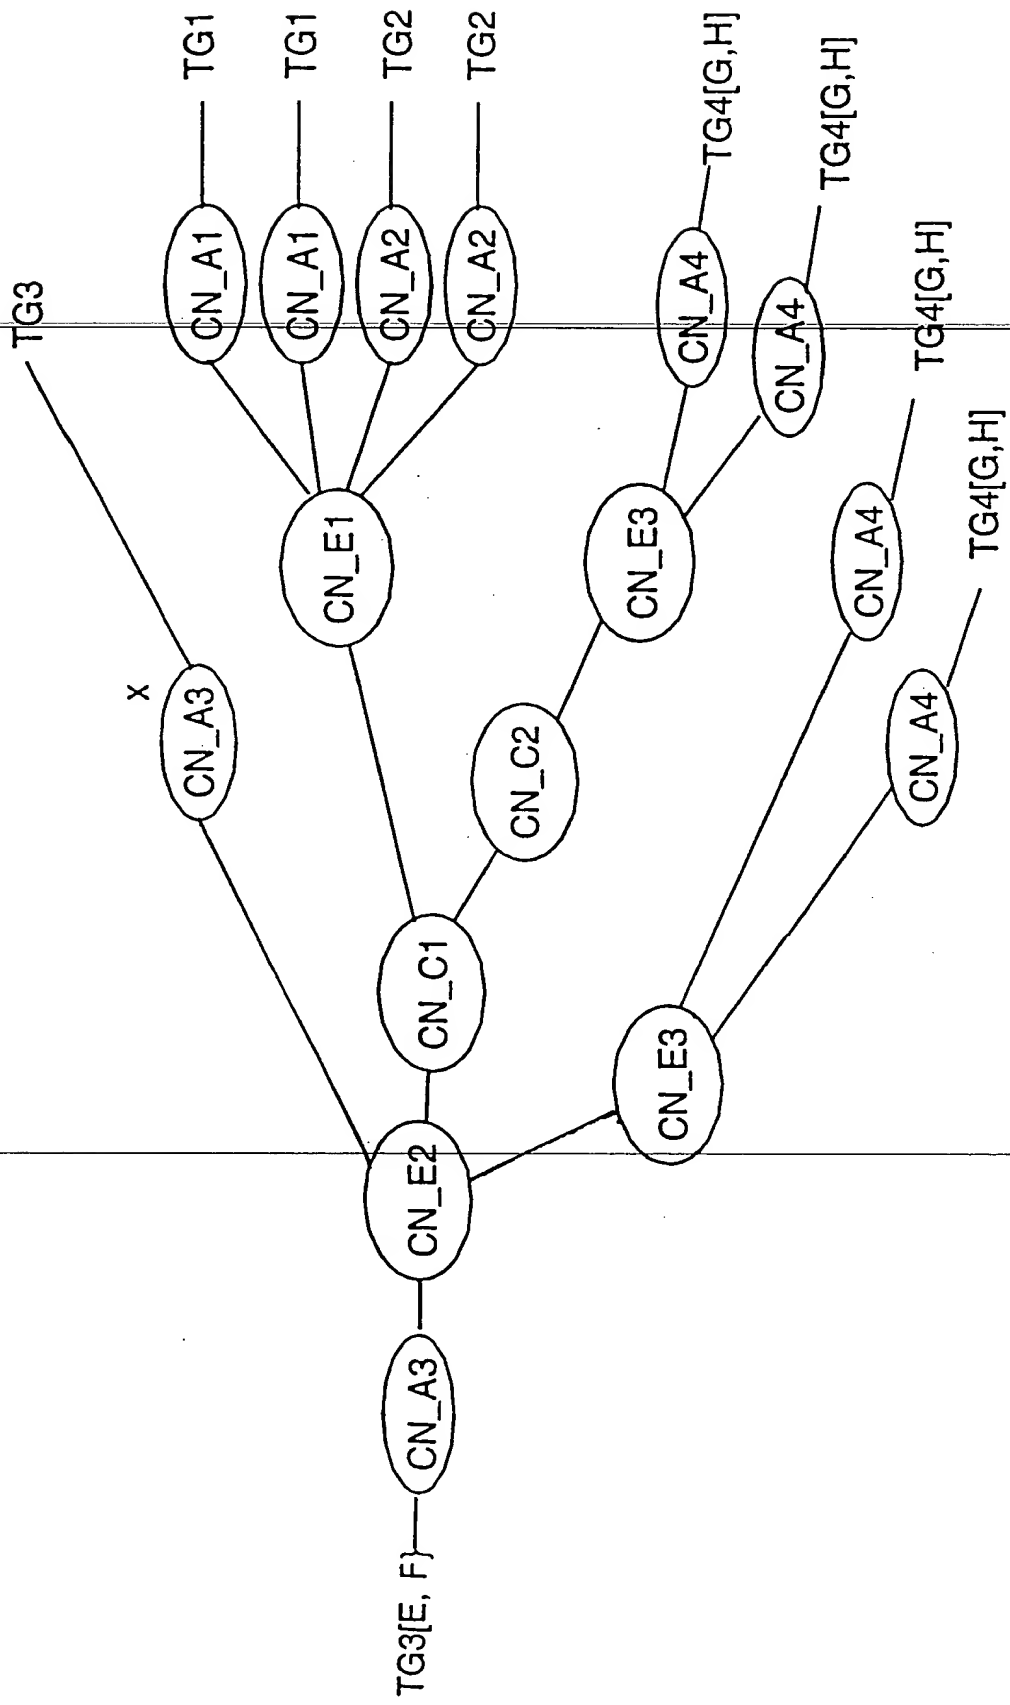 TG3
X
CN_A3
CN_A1
TG1
CN_A1
TG1
CN_E1
CN_A2
TG2
TG3[E, F}
CN_A3
CN_E2
CN_C1
CN_A2
TG2
CN_C2
CN_E3
CN_E3
CN_A4
TG4[G,H]
CN_A4
TG4[G,H]
CN_A4
TG4[G,H]
CN_A4
TG4[G,H]